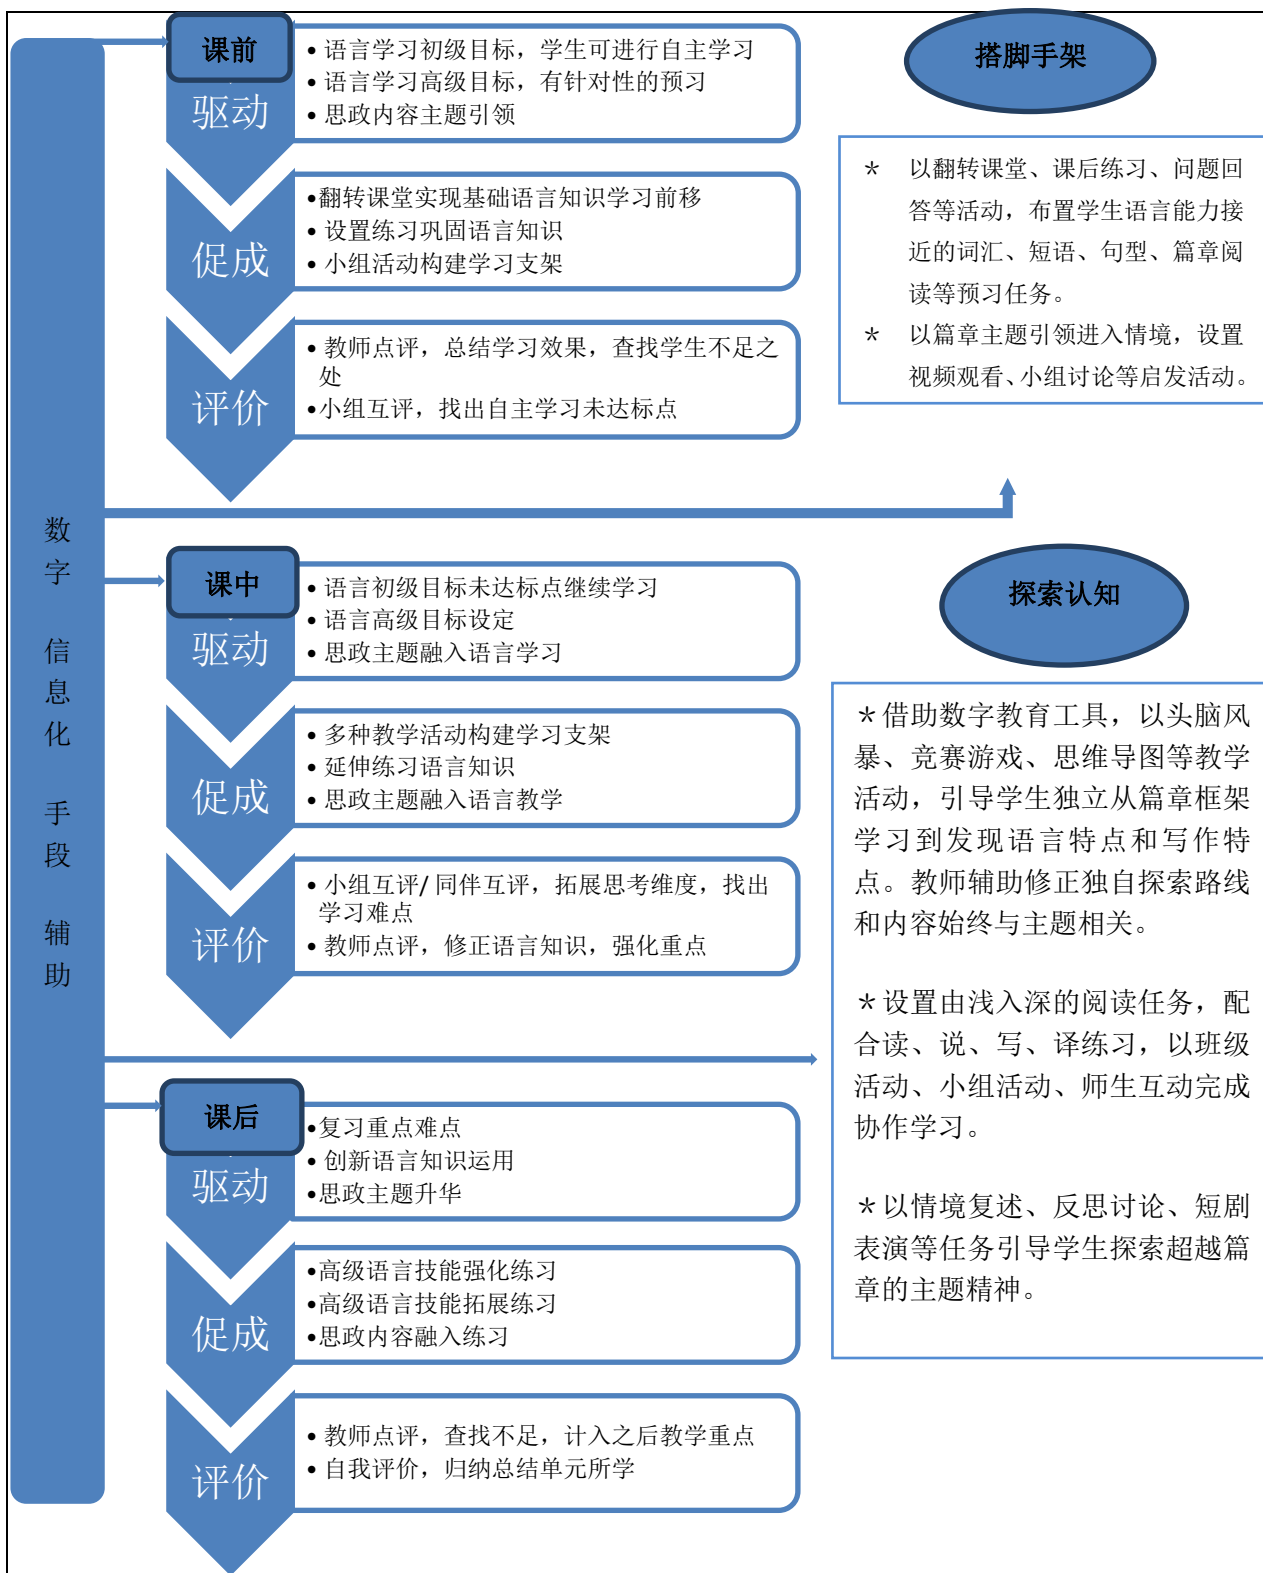 数
字
信
息
化
手
段
辅
助
课前
驱动
• 语言学习初级目标，学生可进行自主学习
• 语言学习高级目标，有针对性的预习
• 思政内容主题引领
促成
•翻转课堂实现基础语言知识学习前移
• 设置练习巩固语言知识
• 小组活动构建学习支架
评价
• 教师点评，总结学习效果，查找学生不足之
处
•小组互评，找出自主学习未达标点
搭脚手架
＊ 以翻转课堂、课后练习、问题回
答等活动，布置学生语言能力接
近的词汇、短语、句型、篇章阅
读等预习任务。
＊ 以篇章主题引领进入情境，设置
视频观看、小组讨论等启发活动。
课中
驱动
• 语言初级目标未达标点继续学习
• 语言高级目标设定
• 思政主题融入语言学习
促成
• 多种教学活动构建学习支架
• 延伸练习语言知识
• 思政主题融入语言教学
评价
• 小组互评/ 同伴互评，拓展思考维度，找出
学习难点
• 教师点评，修正语言知识，强化重点
探索认知
＊借助数字教育工具，以头脑风
暴、竞赛游戏、思维导图等教学
活动，引导学生独立从篇章框架
学习到发现语言特点和写作特
点。教师辅助修正独自探索路线
和内容始终与主题相关。
＊设置由浅入深的阅读任务，配
合读、说、写、译练习，以班级
活动、小组活动、师生互动完成
协作学习。
＊以情境复述、反思讨论、短剧
表演等任务引导学生探索超越篇
章的主题精神。
课后
驱动
•复习重点难点
• 创新语言知识运用
•思政主题升华
促成
•高级语言技能强化练习
•高级语言技能拓展练习
•思政内容融入练习
评价
• 教师点评，查找不足，计入之后教学重点
• 自我评价，归纳总结单元所学